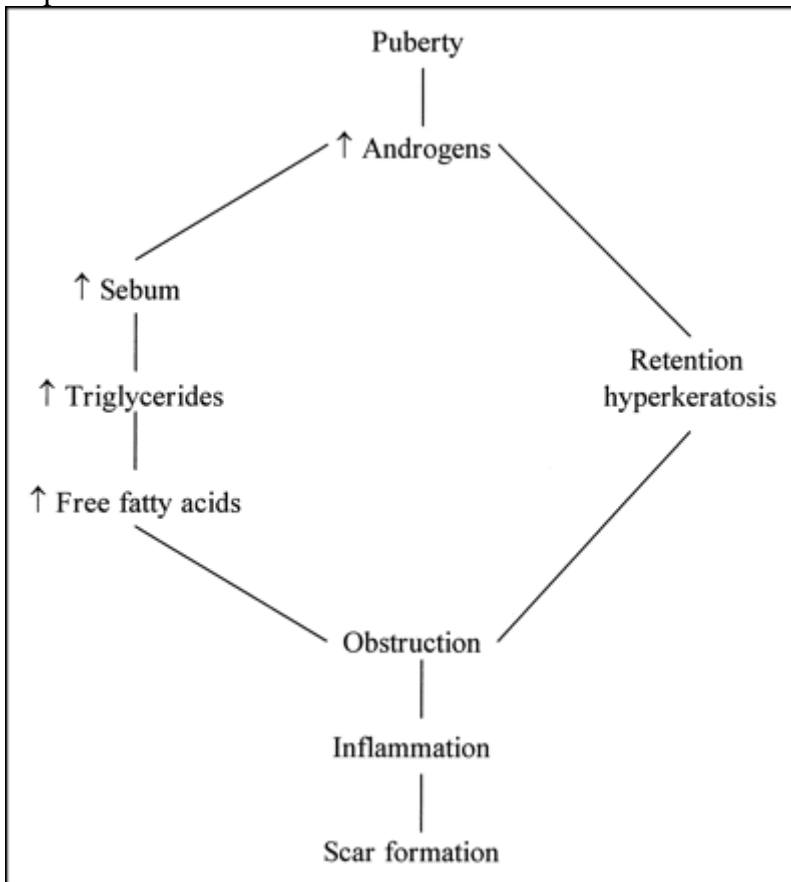 Puberty
↑ Androgens
↑ Sebum
↑ Triglycerides
Retention
hyperkeratosis
↑ Free fatty acids
Obstruction
Inflammation
Scar formation